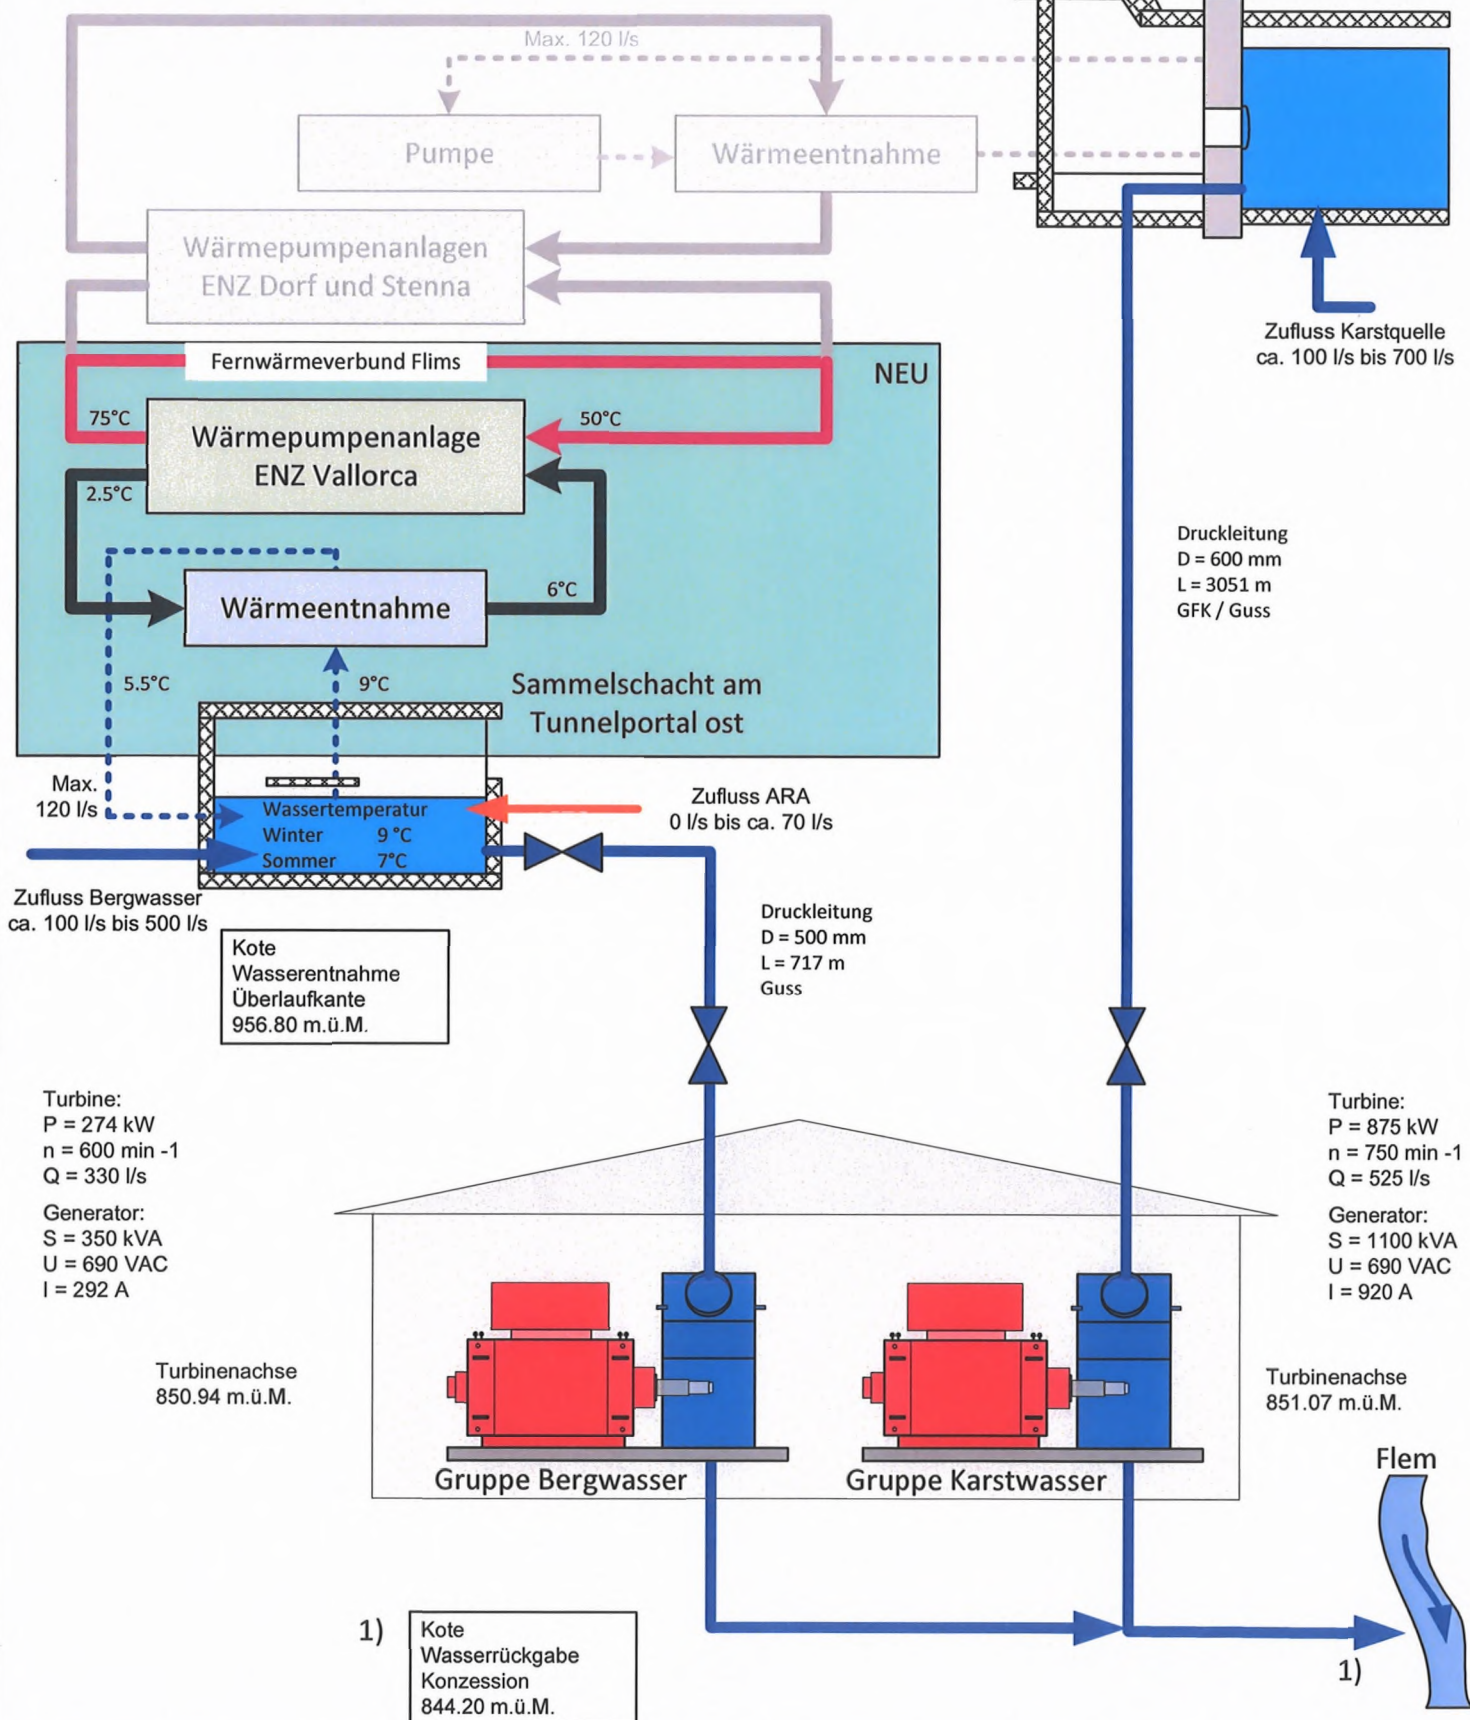 Max. 120 l/s
Pumpe
Wärmeentnahme
Wärmepumpenanlagen
ENZ Dorf und Stenna
Zufluss Karstquelle
ca. 100 l/s bis 700 l/s
Fernwärmeverbund Flims
NEU
75°C
50°C
Wärmepumpenanlage
ENZ Vallorca
2.5°C
Wärmeentnahme
6°C
5.5°C
9°C
Sammelschacht am
Tunnelportal ost
Druckleitung
D = 600 mm
L = 3051 m
GFK / Guss
Max.
120 l/s
Wassertemperatur
Winter 9 °C
Sommer 7°C
Zufluss ARA
0 l/s bis ca. 70 l/s
Zufluss Bergwasser
ca. 100 l/s bis 500 l/s
Kote
Wasserentnahme
Überlaufkante
956.80 m.ü.M.
Druckleitung
D = 500 mm
L = 717 m
Guss
Turbine:
P = 274 kW
n = 600 min -1
Q = 330 l/s
Generator:
S = 350 kVA
U = 690 VAC
I = 292 A
Turbine:
P = 875 kW
n = 750 min -1
Q = 525 l/s
Generator:
S = 1100 kVA
U = 690 VAC
I = 920 A
Turbinenachse
850.94 m.ü.M.
Turbinenachse
851.07 m.ü.M.
Gruppe Bergwasser
Gruppe Karstwasser
Flem
1)
Kote
Wasserrückgabe
Konzession
844.20 m.ü.M.
1)